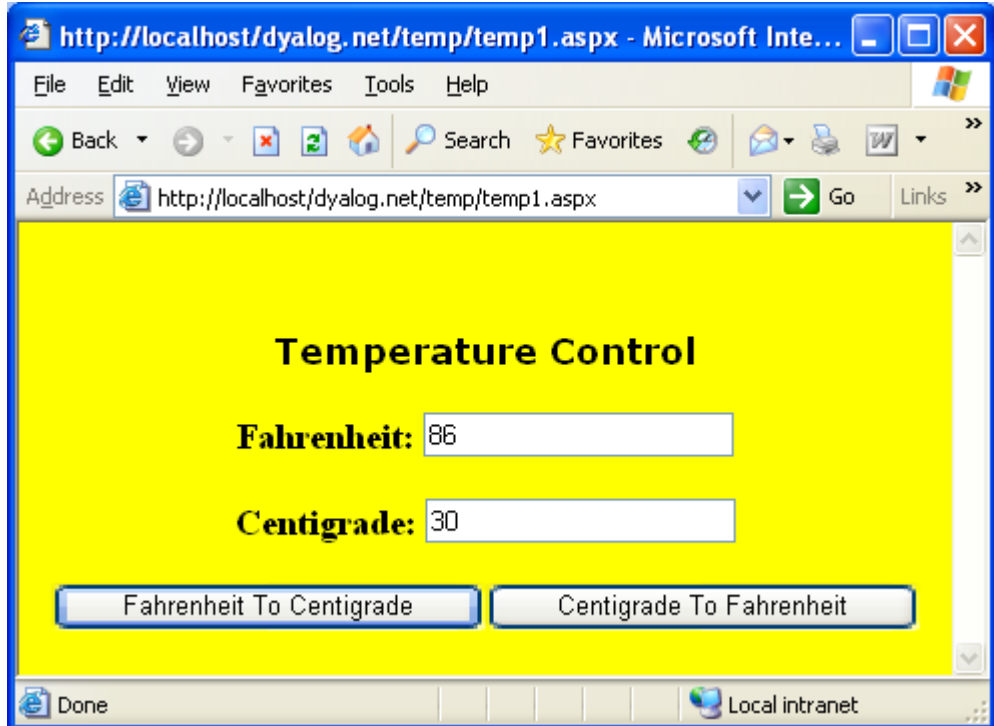 http://localhost/dyalog.net/temp/temp1.aspx - Microsoft Inte...
File Edit View Favorites Tools Help
Back Search Favorites W »
Address http://localhost/dyalog.net/temp/temp1.aspx Go Links »
Temperature Control
Fahrenheit: 86
Centigrade: 30
Fahrenheit To Centigrade Centigrade To Fahrenheit
Done Local intranet